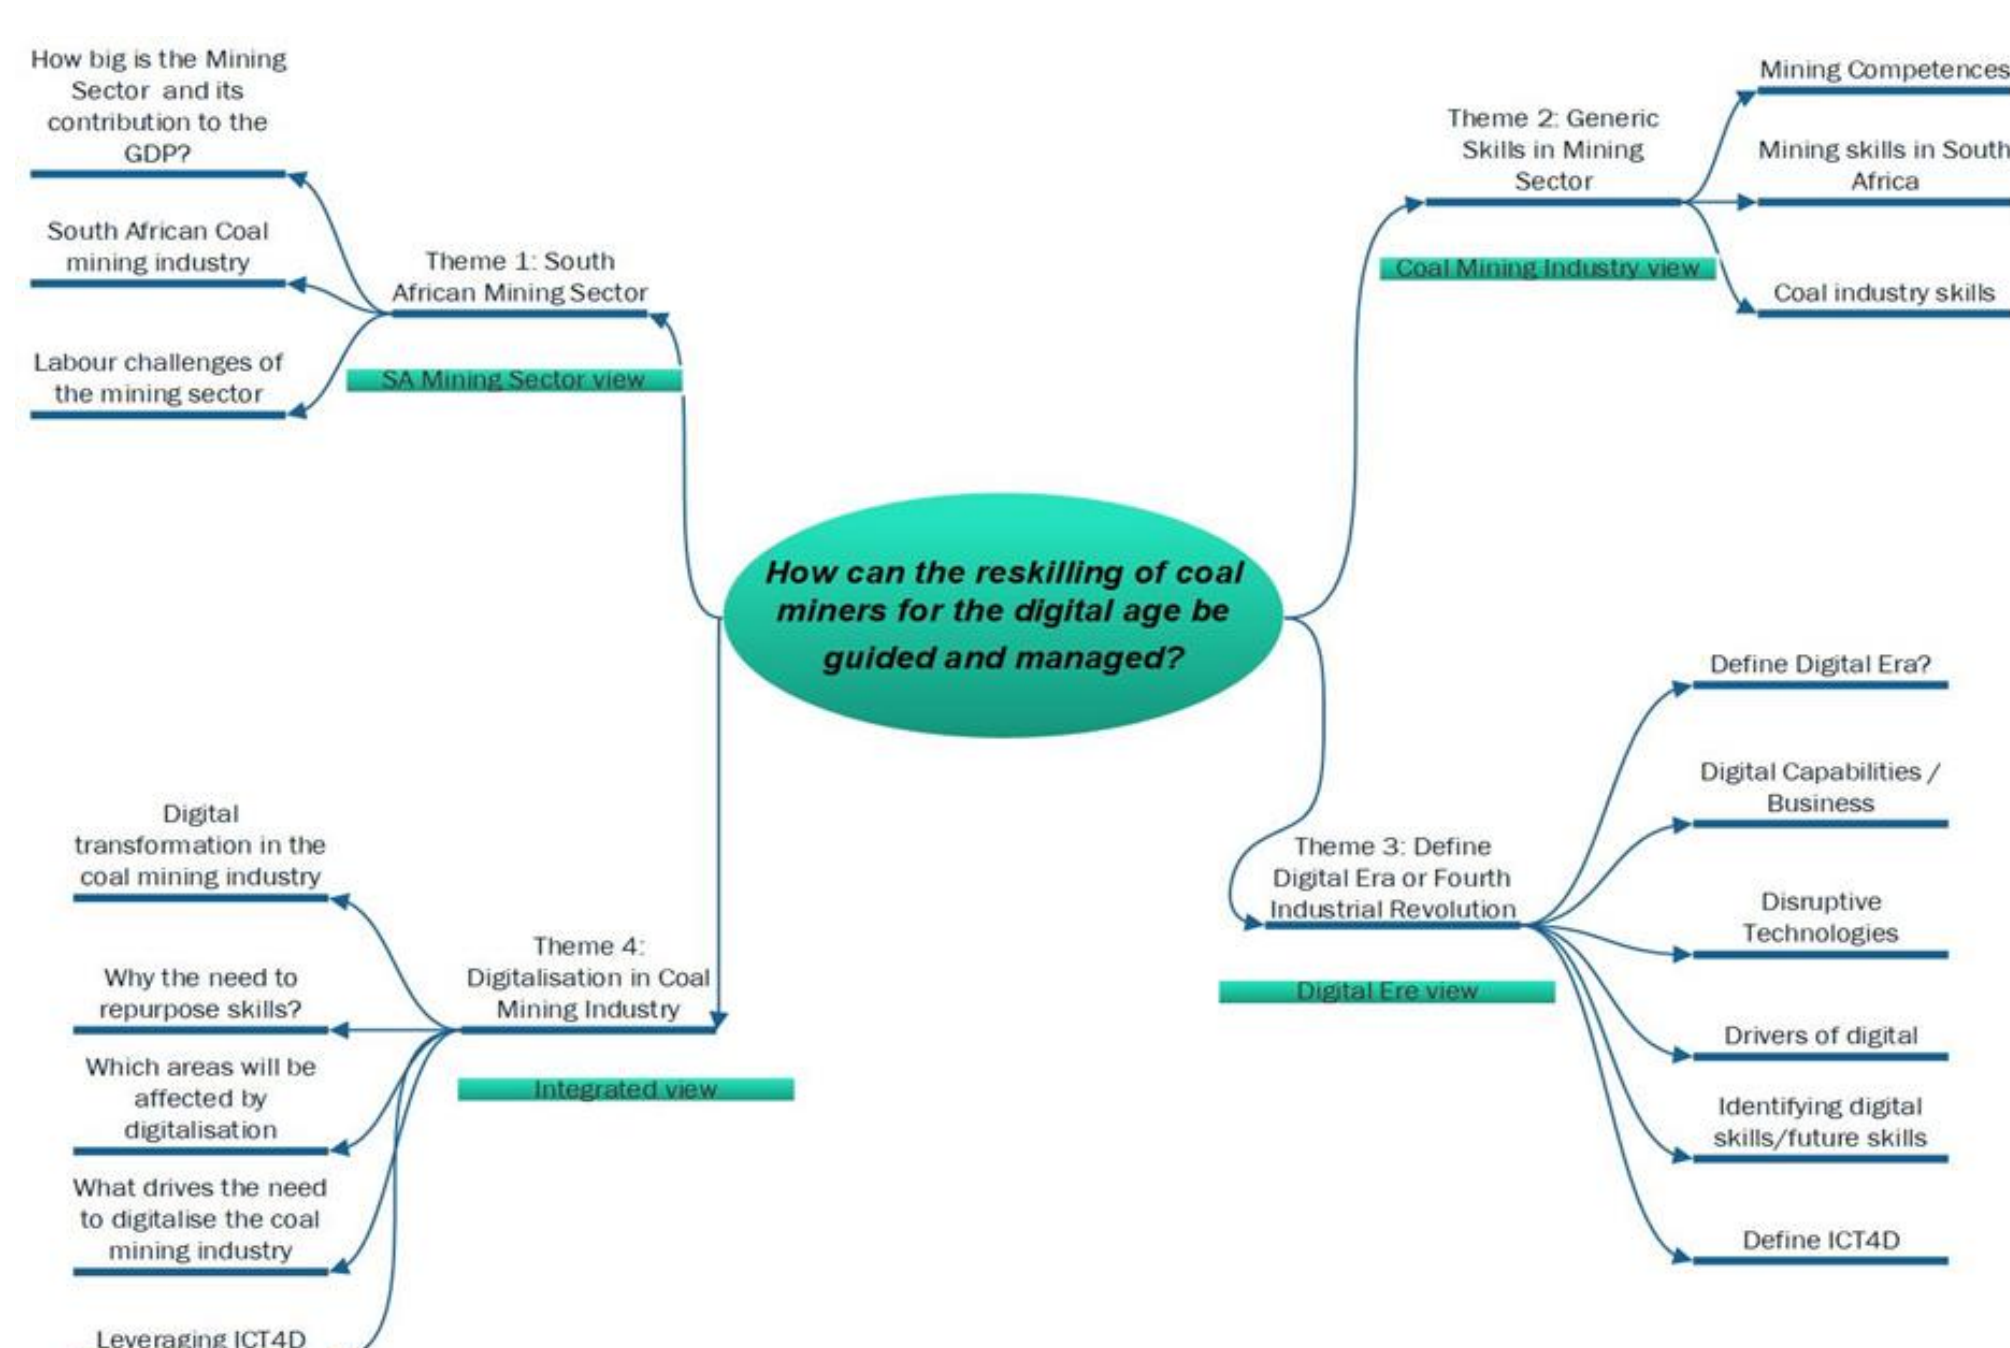 How big is the Mining
Sector and its
contribution to the
GDP?
South African Coal
mining industry
Labour challenges of
the mining sector
Theme 1: South
African Mining Sector
SA Mining Sector view
Theme 2: Generic
Skills in Mining
Sector
Coal Mining Industry view
Mining Competences
Mining skills in South
Africa
Coal industry skills
How can the reskilling of coal
miners for the digital age be
guided and managed?
Theme 3: Define
Digital Era or Fourth
Industrial Revolution
Digital Ere view
Define Digital Era?
Digital Capabilities /
Business
Disruptive
Technologies
Drivers of digital
Identifying digital
skills/future skills
Define ICT4D
Theme 4:
Digitalisation in Coal
Mining Industry
Integrated view
Digital
transformation in the
coal mining industry
Why the need to
repurpose skills?
Which areas will be
affected by
digitalisation
What drives the need
to digitalise the coal
mining industry
Leveraging ICT4D